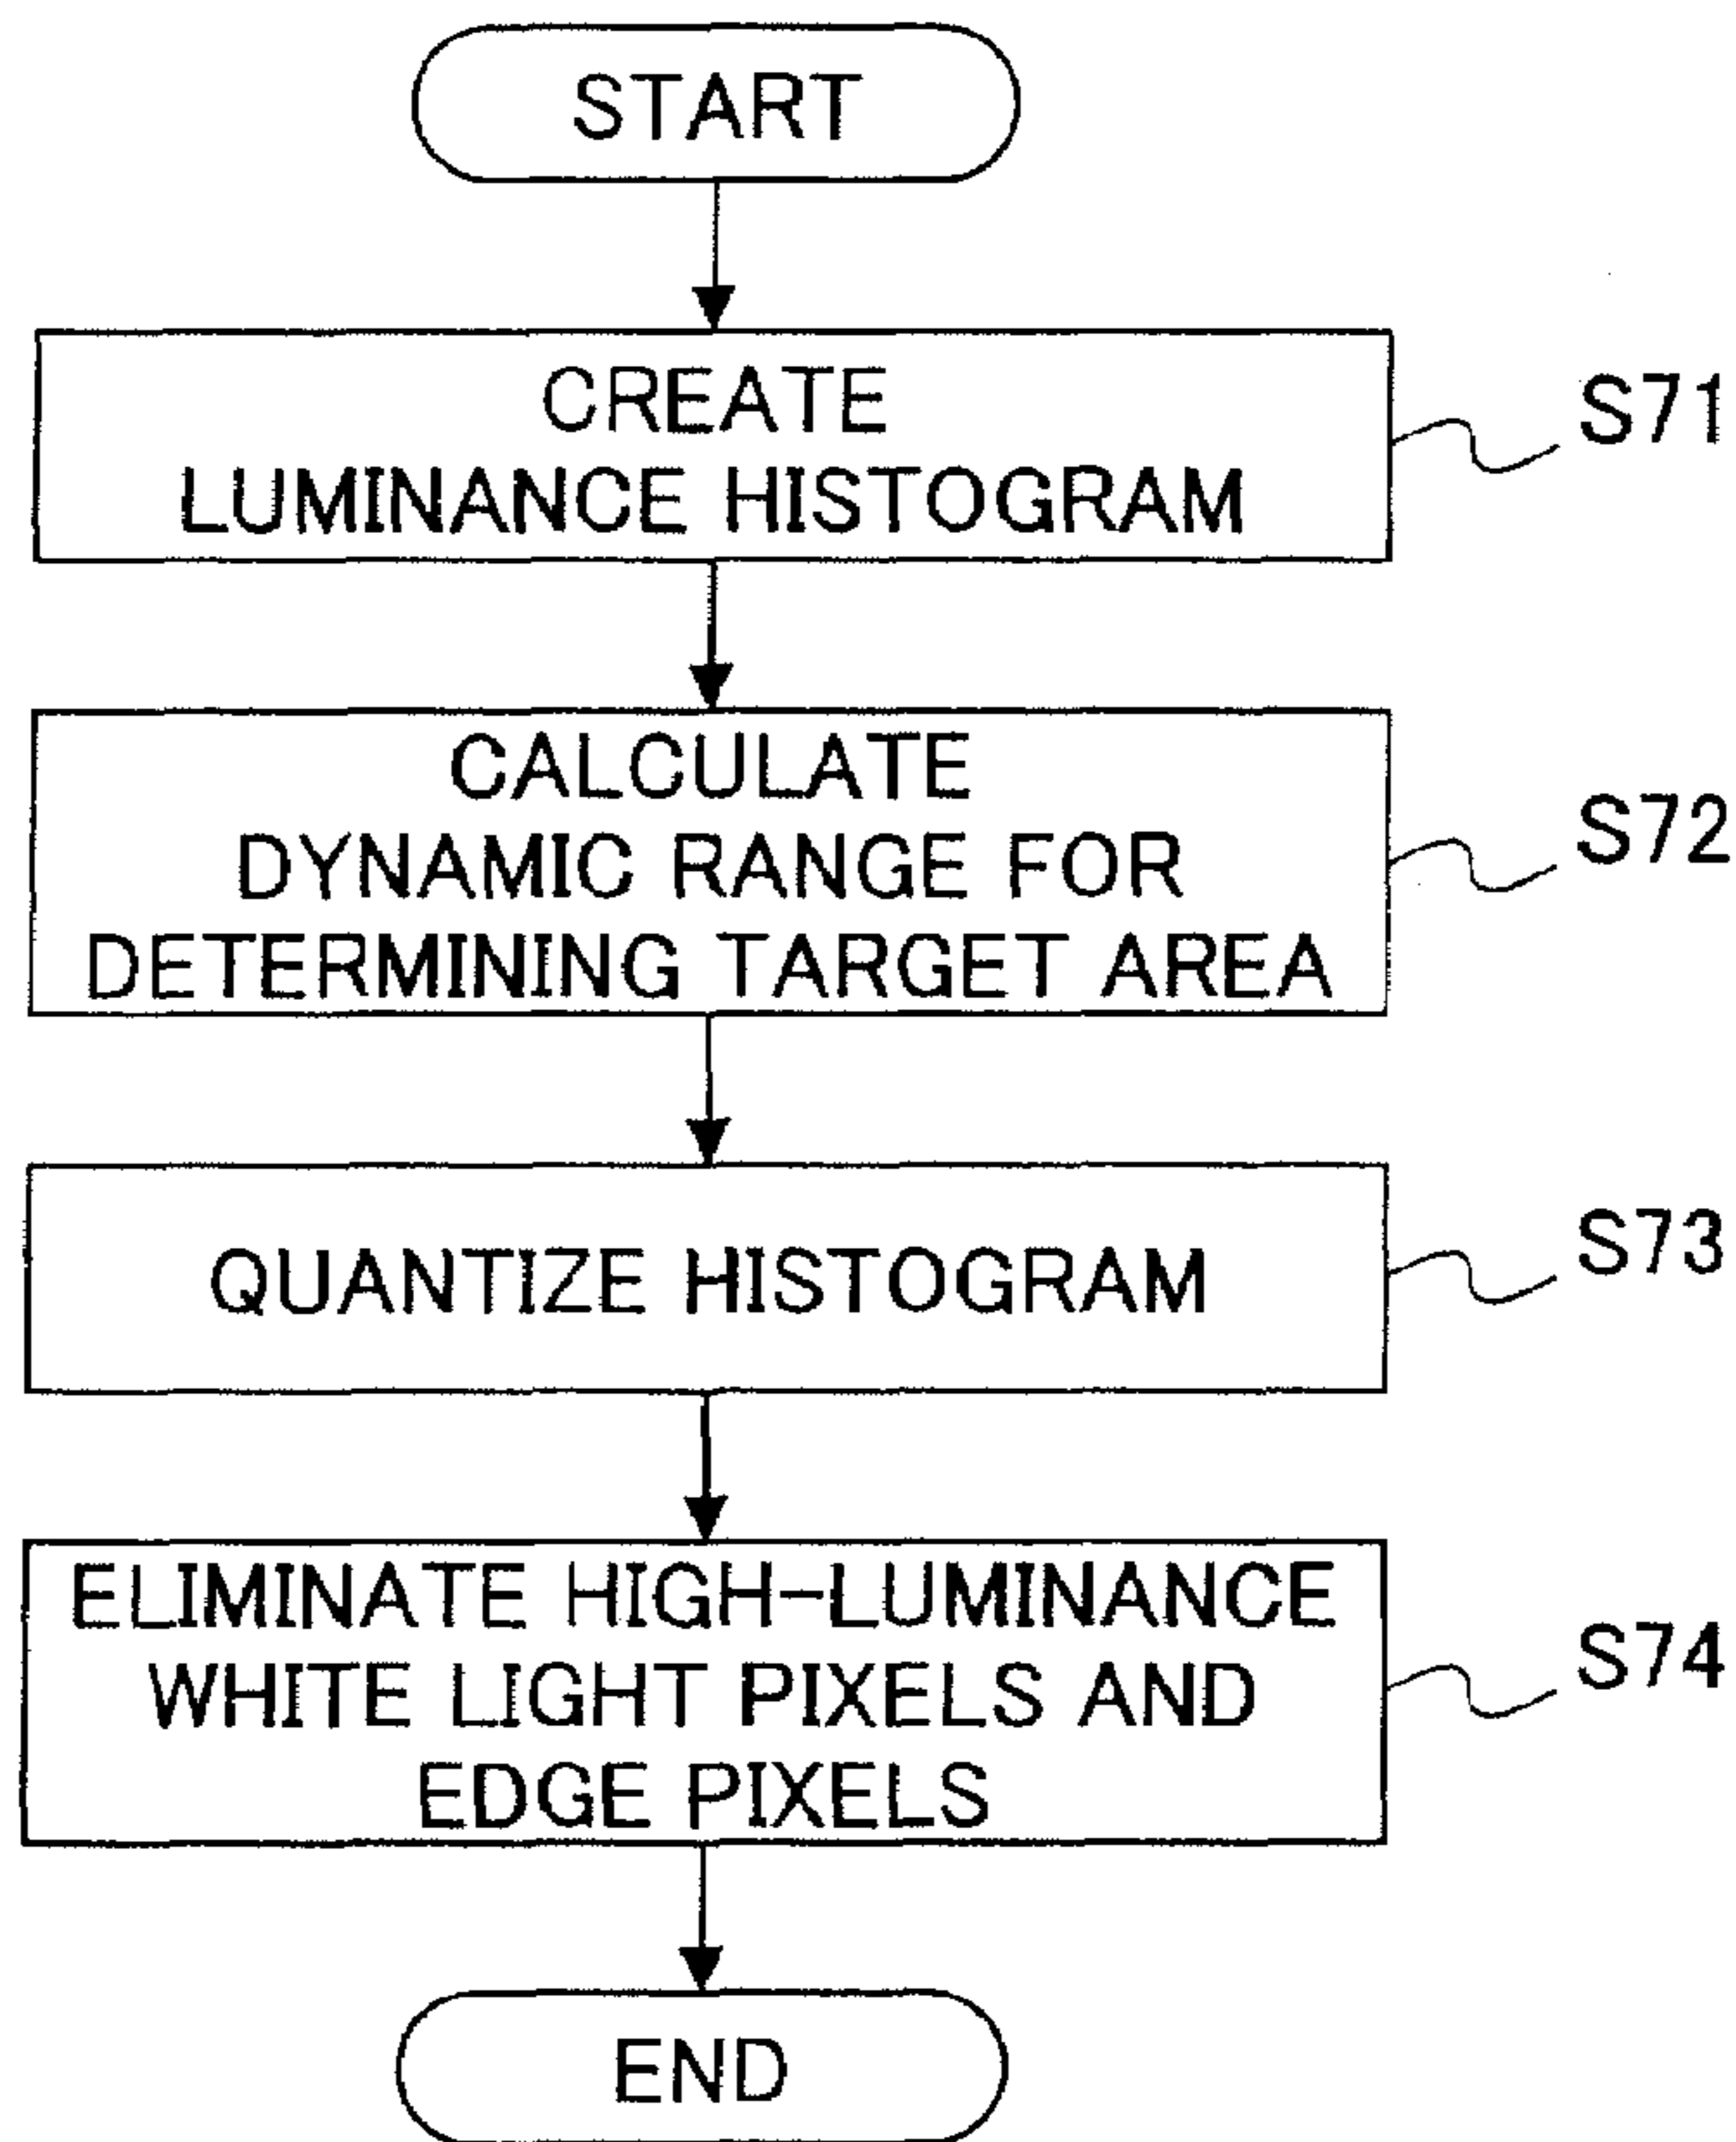 START
CREATE
LUMINANCE HISTOGRAM
S71
CALCULATE
DYNAMIC RANGE FOR
DETERMINING TARGET AREA
S72
QUANTIZE HISTOGRAM
S73
ELIMINATE HIGH-LUMINANCE
WHITE LIGHT PIXELS AND
EDGE PIXELS
S74
END